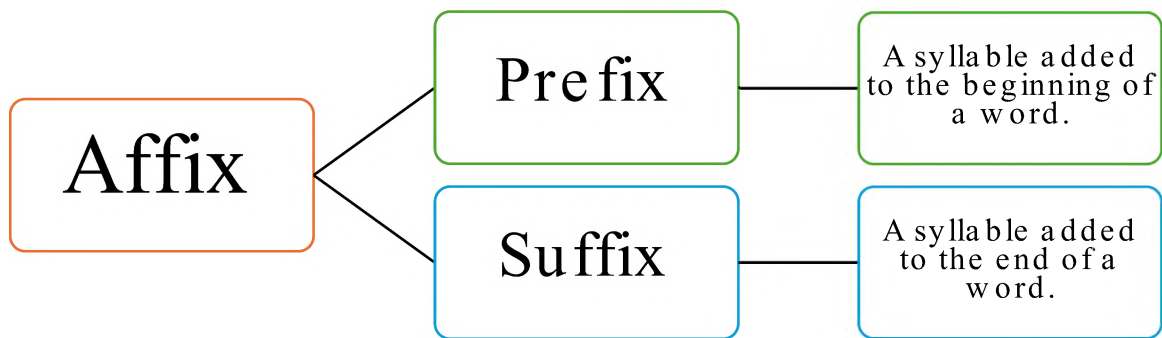 Affix
Prefix
A syllable added
to the beginning of
a word.
Suffix
A syllable added
to the end of a
word.